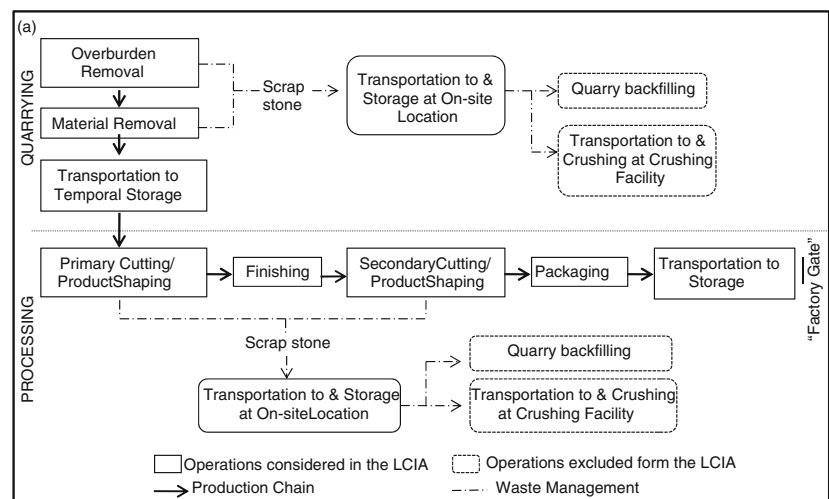 (a)
QUARRYING
Overburden
Removal
Material Removal
Transportation to
Temporal Storage
Scrap
stone
Transportation to &
Storage at On-site
Location
Quarry backfilling
Transportation to &
Crushing at Crushing
Facility
PROCESSING
Primary Cutting/
ProductShaping
Finishing
SecondaryCutting/
ProductShaping
Packaging
Transportation to
Storage
"Factory Gate"
Scrap stone
Transportation to & Storage
at On-siteLocation
Quarry backfilling
Transportation to & Crushing
at Crushing Facility
Operations considered in the LCIA
Operations excluded form the LCIA
Production Chain
Waste Management